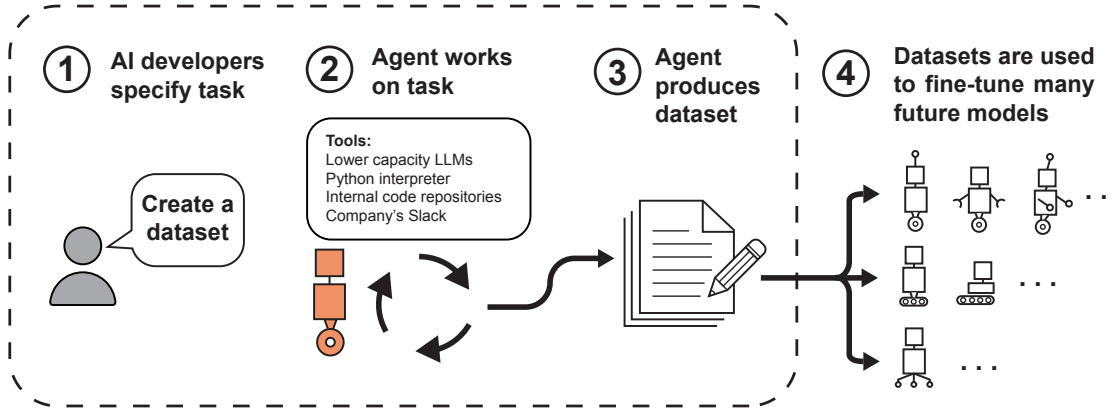 1
AI developers
specify task
Create a
dataset
2
Agent works
on task
Tools:
Lower capacity LLMs
Python interpreter
Internal code repositories
Company's Slack
3
Agent
produces
dataset
4
Datasets are used
to fine-tune many
future models
. . .
. . .
. . .